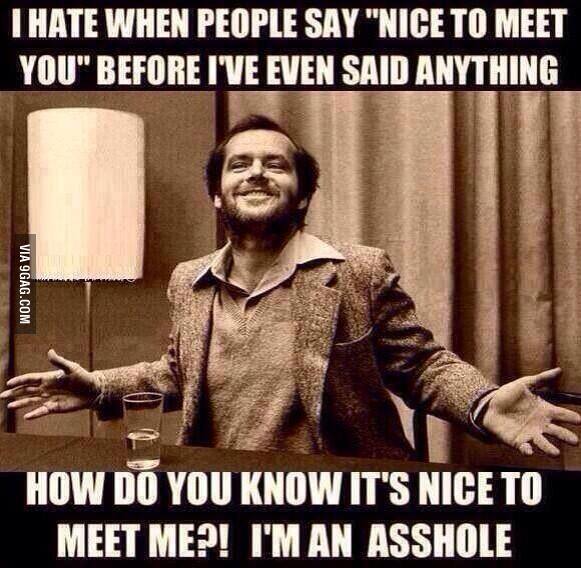 I HATE WHEN PEOPLE SAY "NICE TO MEET
YOU" BEFORE I'VE EVEN SAID ANYTHING
VIA 9GAG.COM
HOW DO YOU KNOW IT'S NICE TO
MEET ME?! I'M AN ASSHOLE